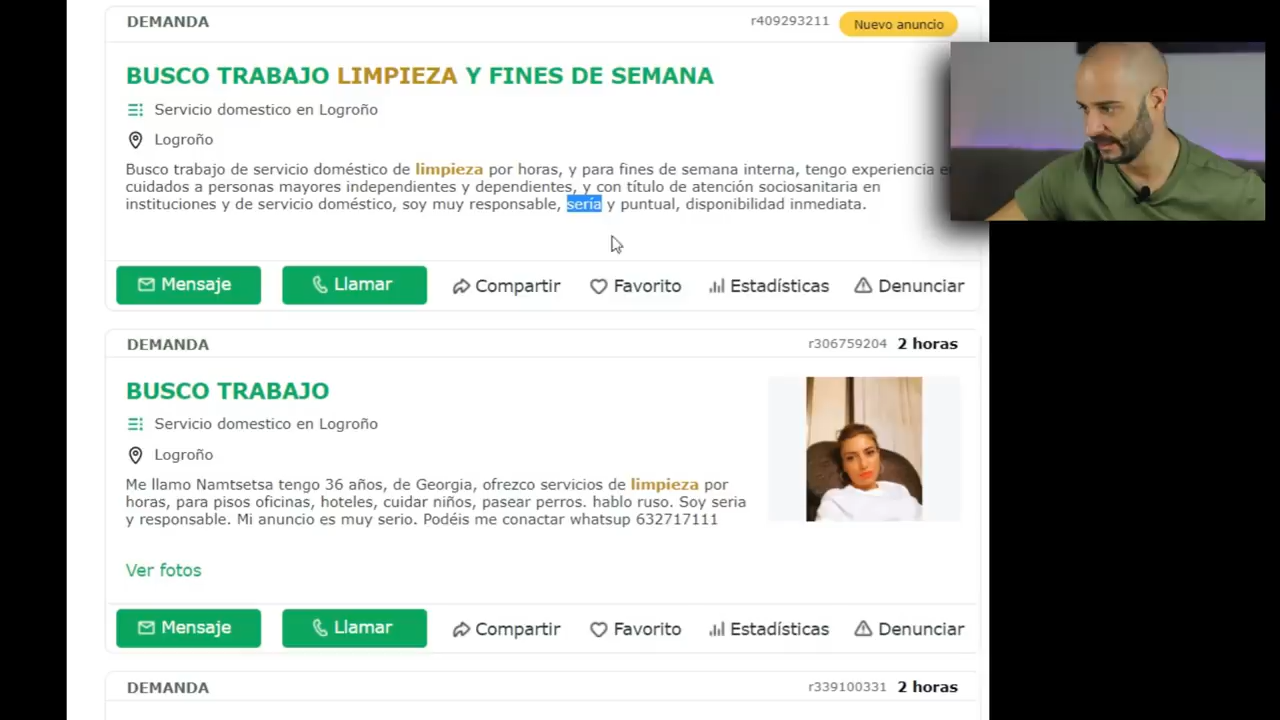 DEMANDA r409293211 Nuevo anuncio
BUSCO TRABAJO LIMPIEZA Y FINES DE SEMANA
Servicio domestico en Logroño
Logroño
Busco trabajo de servicio doméstico de limpieza por horas, y para fines de semana interna, tengo experiencia
cuidados a personas mayores independientes y dependientes, y con título de atención sociosanitaria en
instituciones y de servicio doméstico, soy muy responsable, sería y puntual, disponibilidad inmediata.
Mensaje Llamar Compartir Favorito Estadísticas Denunciar
DEMANDA r306759204 2 horas
BUSCO TRABAJO
Servicio domestico en Logroño
Logroño
Me llamo Namtsetsa tengo 36 años, de Georgia, ofrezco servicios de limpieza por
horas, para pisos oficinas, hoteles, cuidar niños, pasear perros. hablo ruso. Soy seria
y responsable. Mi anuncio es muy serio. Podéis me conactar whatsup 632717111
Ver fotos
Mensaje Llamar Compartir Favorito Estadísticas Denunciar
DEMANDA r339100331 2 horas